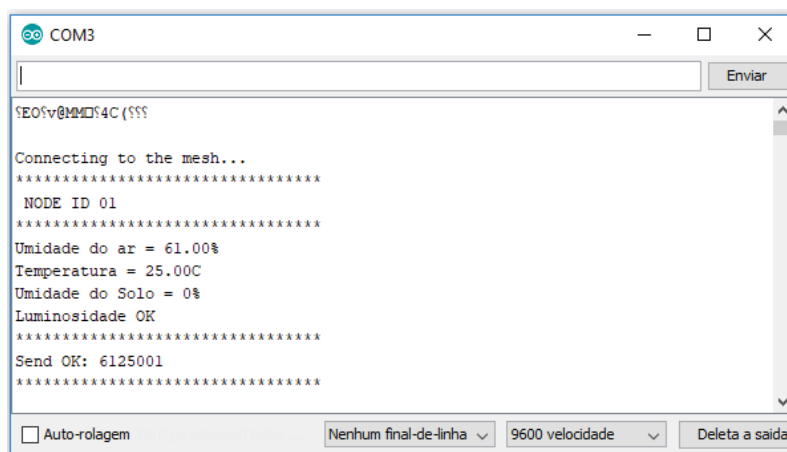 COM3
Enviar
Connecting to the mesh...
*********************************
NODE ID 01
*********************************
Umidade do ar = 61.00%
Temperatura = 25.00C
Umidade do Solo = 0%
Luminosidade OK
*********************************
Send OK: 6125001
*********************************
Auto-rolagem
Nenhum final-de-linha
9600 velocidade
Deleta a saida